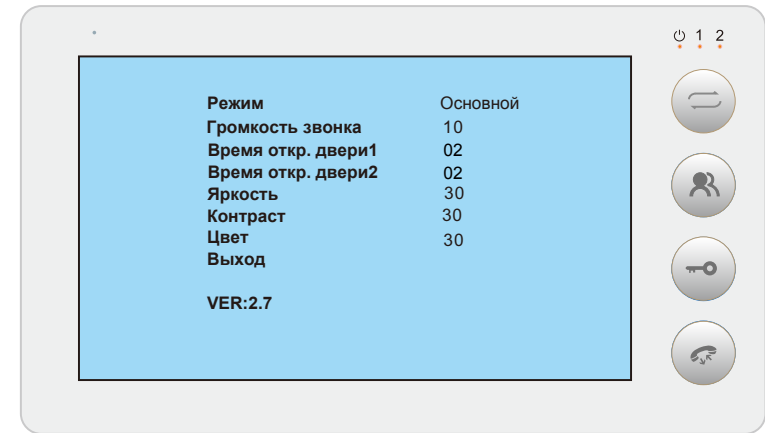 1 2
Режим Основной
Громкость звонка 10
Время откр. двери1 02
Время откр. двери2 02
Яркость 30
Контраст 30
Цвет 30
Выход
VER:2.7